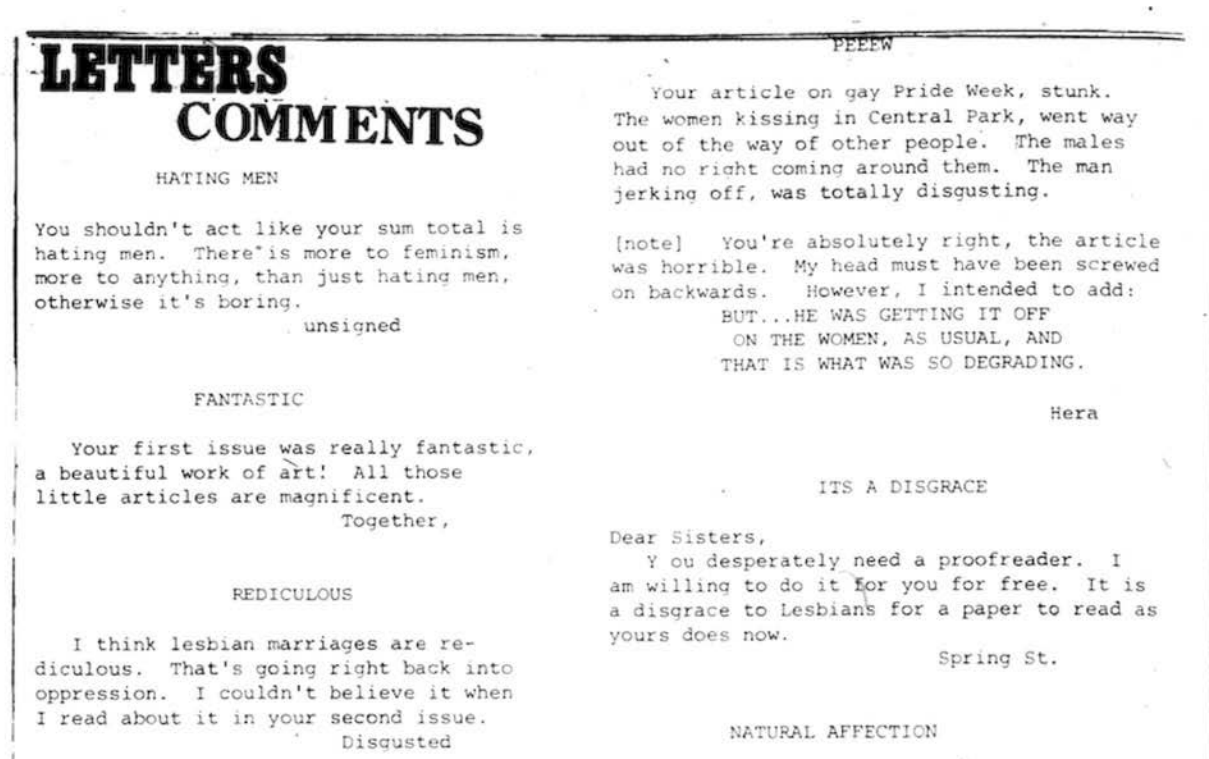 LETTERS
COMMENTS
HATING MEN
You shouldn't act like your sum total is
hating men. There is more to feminism,
more to anything, than just hating men,
otherwise it's boring.
unsigned
FANTASTIC
Your first issue was really fantastic,
a beautiful work of art! All those
little articles are magnificent.
Together,
REDICULOUS
I think lesbian marriages are re-
diculous. That's going right back into
oppression. I couldn't believe it when
I read about it in your second issue.
Disgusted
PEEEW
Your article on gay Pride Week, stunk.
The women kissing in Central Park, went way
out of the way of other people. The males
had no right coming around them. The man
jerking off, was totally disgusting.
[note] You're absolutely right, the article
was horrible. My head must have been screwed
on backwards. However, I intended to add:
BUT...HE WAS GETTING IT OFF
ON THE WOMEN, AS USUAL, AND
THAT IS WHAT WAS SO DEGRADING.
Hera
ITS A DISGRACE
Dear Sisters,
Y ou desperately need a proofreader. I
am willing to do it for you for free. It is
a disgrace to Lesbians for a paper to read as
yours does now.
Spring St.
NATURAL AFFECTION